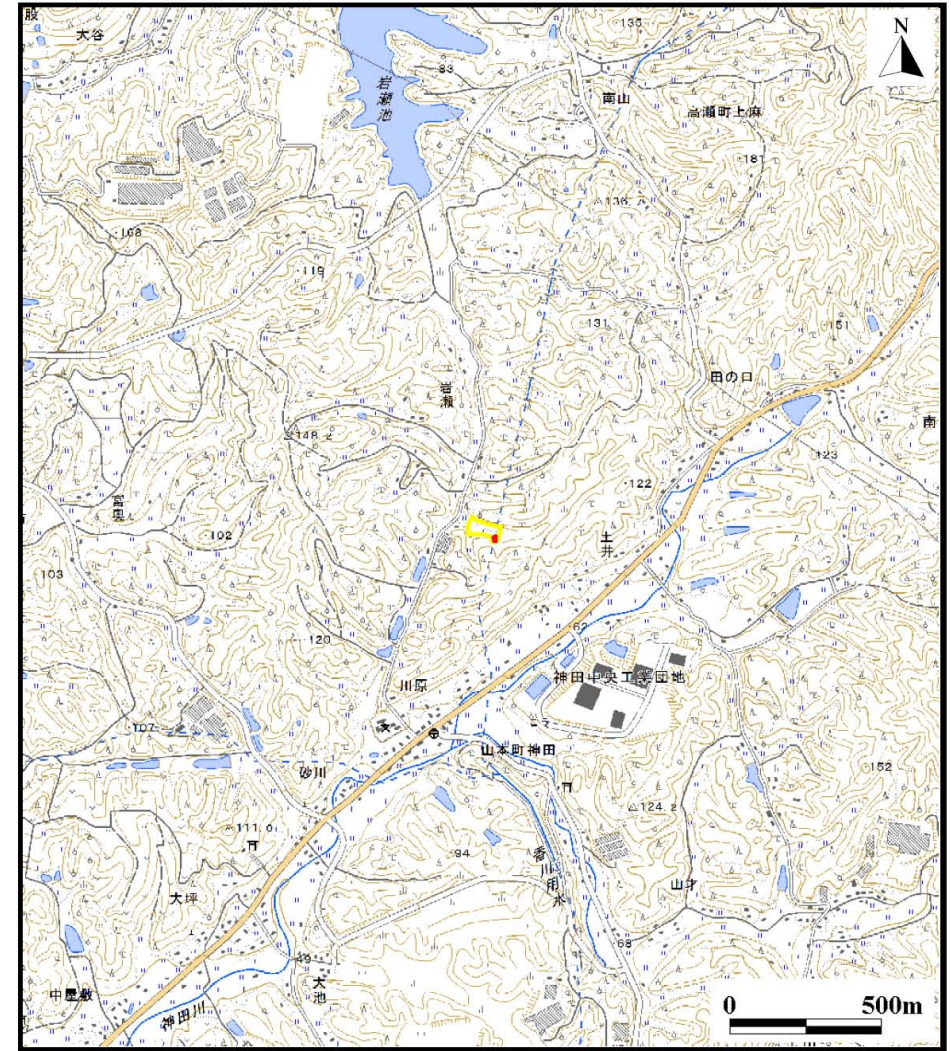 股
大谷
135
N
83
岩瀬池
南山
高瀬町上麻
181
136.7
108
119
131
151
岩瀬
田の口
南
148.2
123
122
宮奥
102
土井
103
62
120
神田中央工業団地
川原
107
山本町神田
砂川
152
124.2
111.0
94
香川用水
大坪
山才
68
49
大池
中屋敷
神田川
0 500m